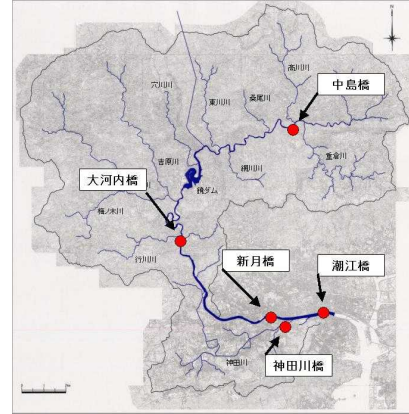 高川川
穴川川
東川川
桑尾川
中島橋
重倉川
吉原川
網川川
大河内橋
鏡ダム
梅ノ木川
行川川
新月橋
潮江橋
神田川
神田川橋